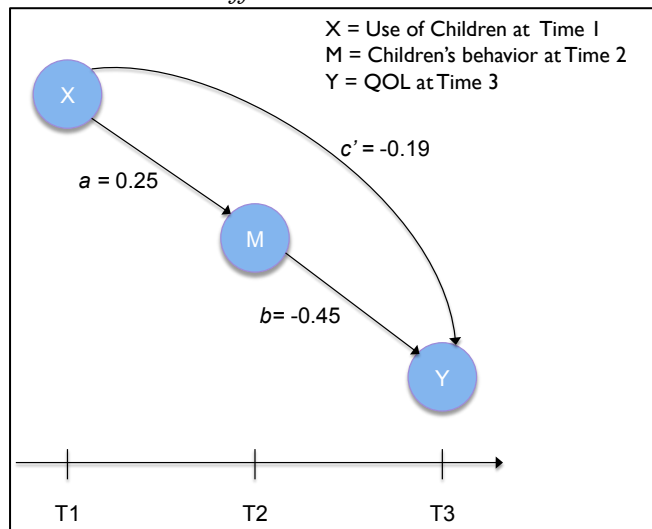 X = Use of Children at Time 1
M = Children's behavior at Time 2
Y = QOL at Time 3
X
c' = -0.19
a = 0.25
M
b= -0.45
Y
T1
T2
T3